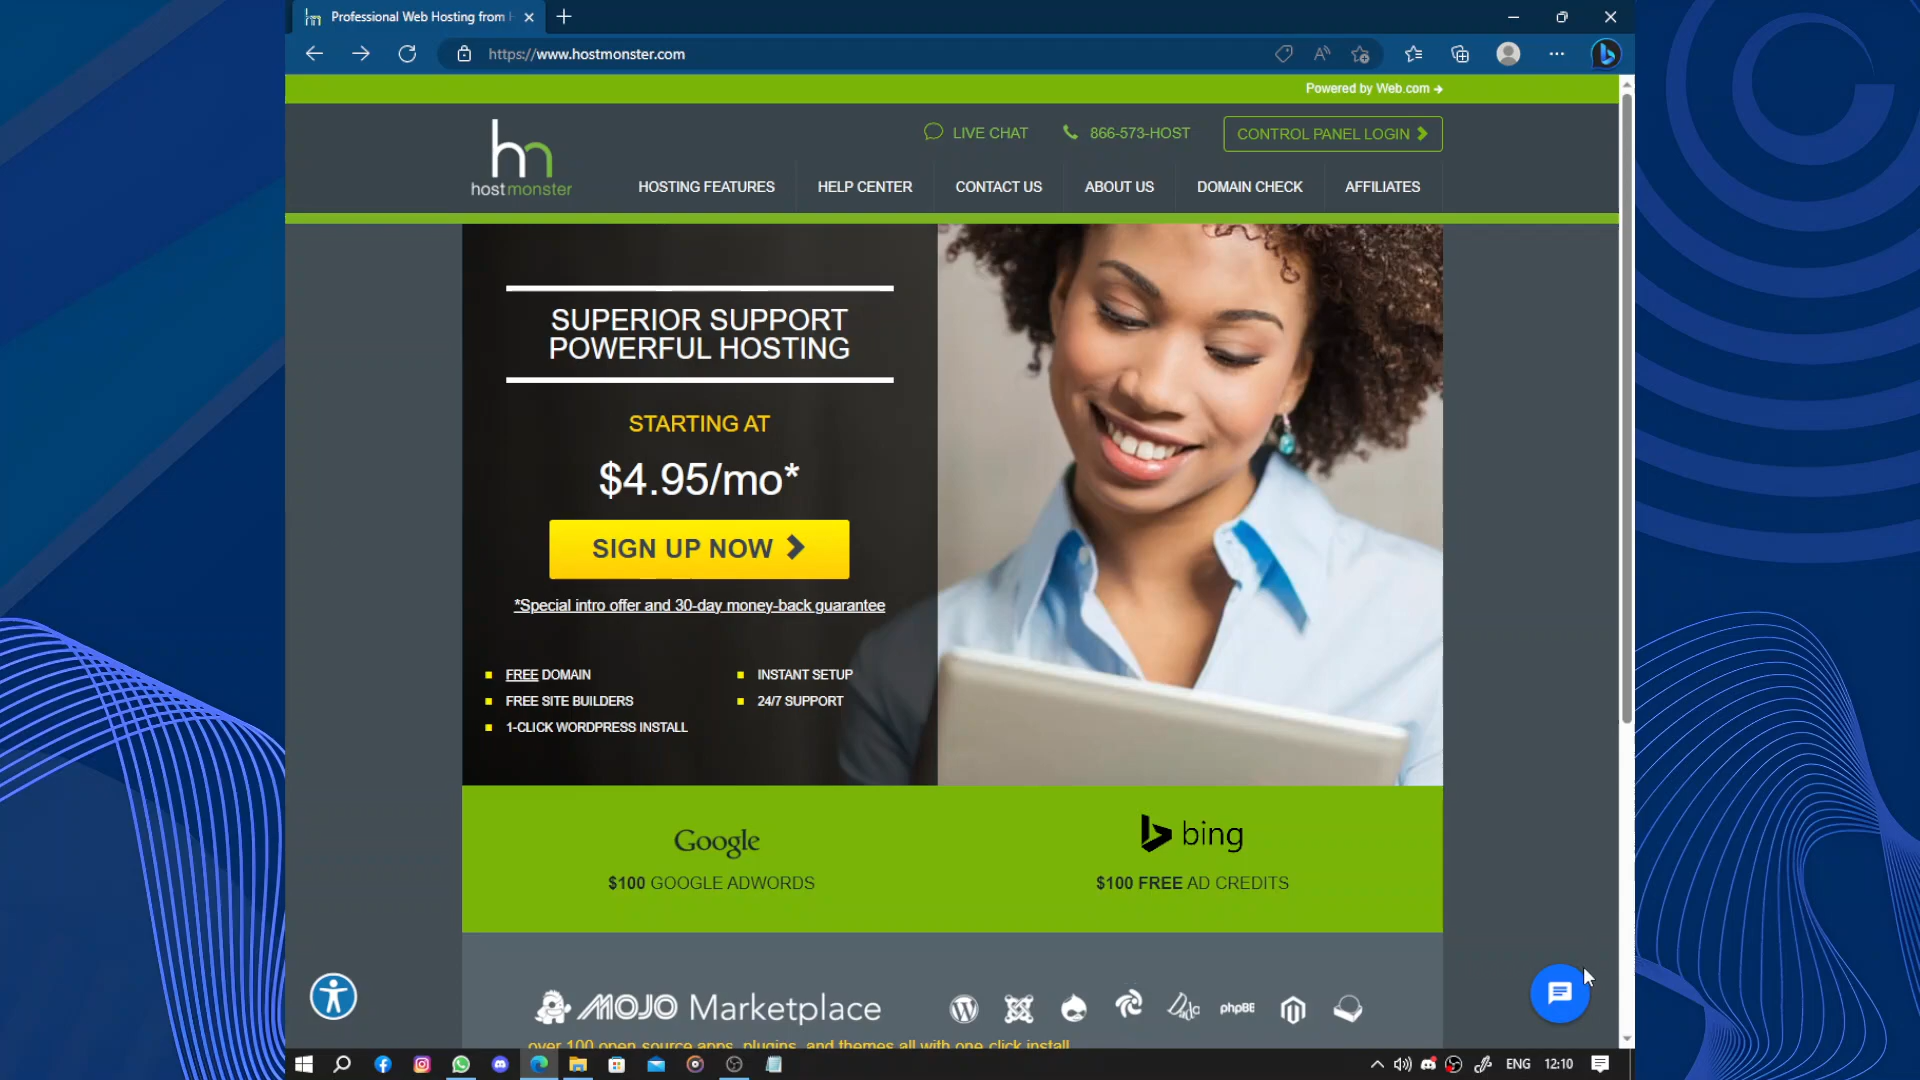 Professional Web Hosting from
https://www.hostmonster.com
Powered by Web.com
LIVE CHAT
866-573-HOST
CONTROL PANEL LOGIN
hn
hostmonster
HOSTING FEATURES
HELP CENTER
CONTACT US
ABOUT US
DOMAIN CHECK
AFFILIATES
SUPERIOR SUPPORT
POWERFUL HOSTING
STARTING AT
$4.95/mo*
SIGN UP NOW
*Special intro offer and 30-day money-back guarantee
FREE DOMAIN
INSTANT SETUP
FREE SITE BUILDERS
24/7 SUPPORT
1-CLICK WORDPRESS INSTALL
Google
bing
$100 GOOGLE ADWORDS
$100 FREE AD CREDITS
MOJO Marketplace
phpBB
over 100 open source apps, plugins, and themes all with one click install
ENG
12:10